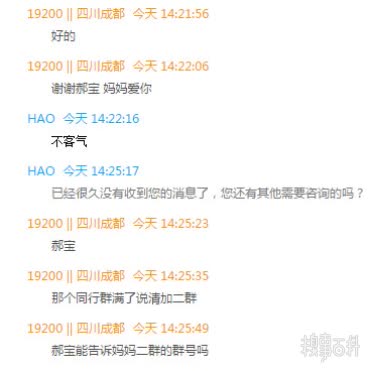 19200 || 四川成都 今天 14:21:56
好的
19200 || 四川成都 今天 14:22:06
谢谢郝宝 妈妈爱你
HAO 今天 14:22:16
不客气
HAO 今天 14:25:17
已经很久没有收到您的消息了，您还有其他需要咨询的吗？
19200 || 四川成都 今天 14:25:23
郝宝
19200 || 四川成都 今天 14:25:35
那个同行群满了说清加二群
19200 || 四川成都 今天 14:25:49
郝宝能告诉妈妈二群的群号吗